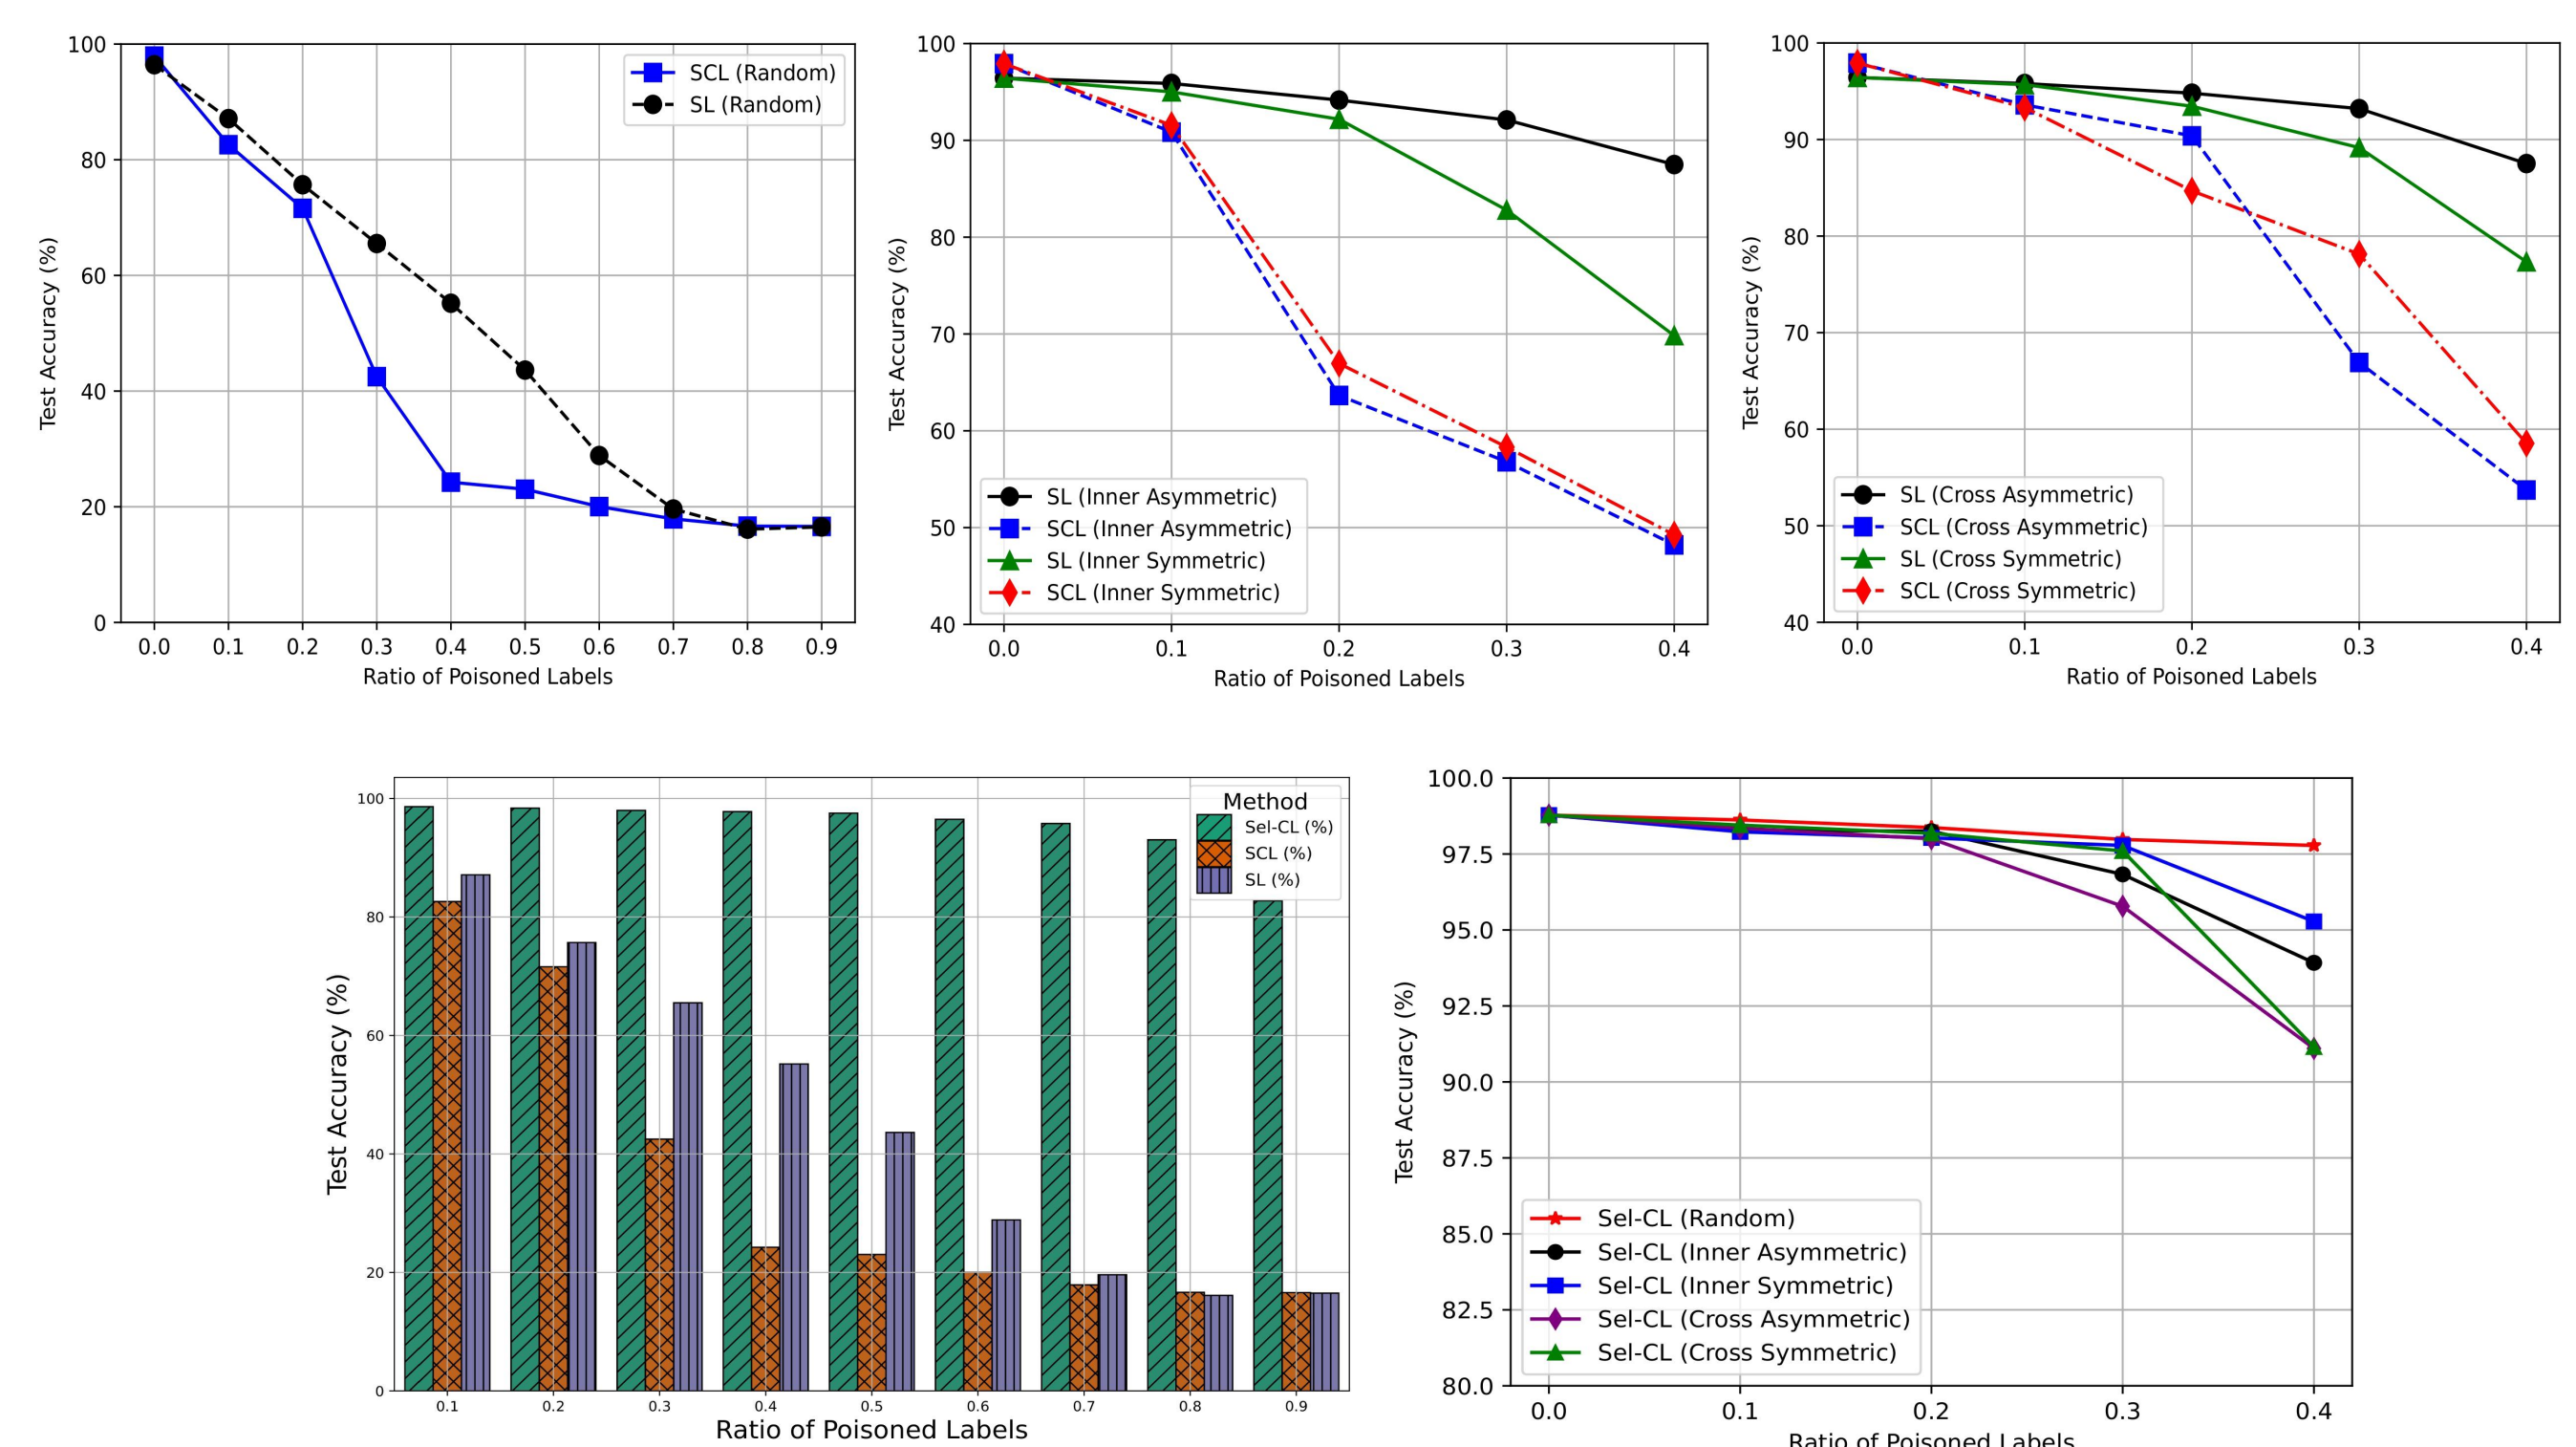 100
80
60
40
20
0
Test Accuracy (%)
SCL (Random)
SL (Random)
0.0 0.1 0.2 0.3 0.4 0.5 0.6 0.7 0.8 0.9
Ratio of Poisoned Labels
100
90
80
70
60
50
40
Test Accuracy (%)
SL (Inner Asymmetric)
SCL (Inner Asymmetric)
SL (Inner Symmetric)
SCL (Inner Symmetric)
0.0 0.1 0.2 0.3 0.4
Ratio of Poisoned Labels
100
90
80
70
60
50
40
Test Accuracy (%)
SL (Cross Asymmetric)
SCL (Cross Asymmetric)
SL (Cross Symmetric)
SCL (Cross Symmetric)
0.0 0.1 0.2 0.3 0.4
Ratio of Poisoned Labels
100
80
60
40
20
0
Test Accuracy (%)
Method
Sel-CL (%)
SCL (%)
SL (%)
0.1 0.2 0.3 0.4 0.5 0.6 0.7 0.8 0.9
Ratio of Poisoned Labels
100.0
97.5
95.0
92.5
90.0
87.5
85.0
82.5
80.0
Test Accuracy (%)
Sel-CL (Random)
Sel-CL (Inner Asymmetric)
Sel-CL (Inner Symmetric)
Sel-CL (Cross Asymmetric)
Sel-CL (Cross Symmetric)
0.0 0.1 0.2 0.3 0.4
Ratio of Poisoned Labels